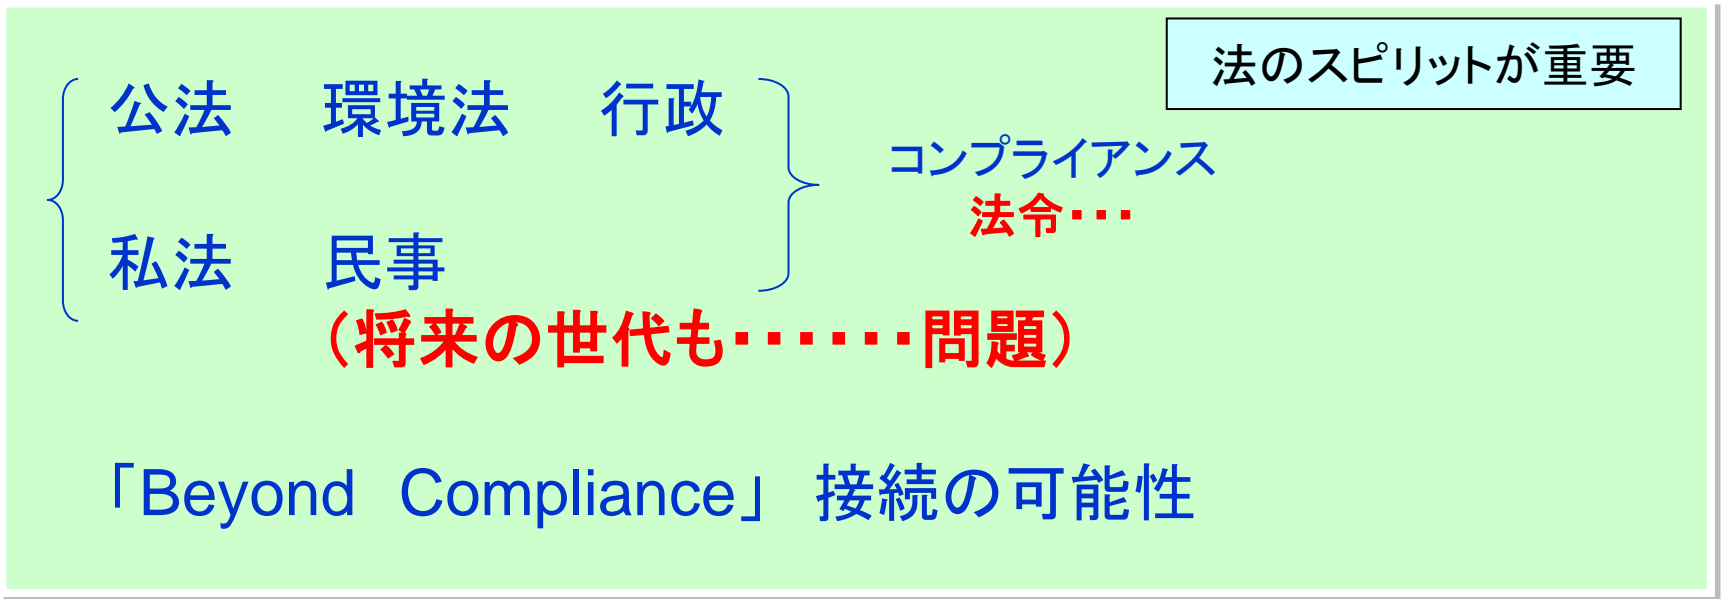 法のスピリットが重要
公法　環境法　行政
コンプライアンス
法令・・・
私法　民事
（将来の世代も・・・・・・問題）
「Beyond　Compliance」　接続の可能性